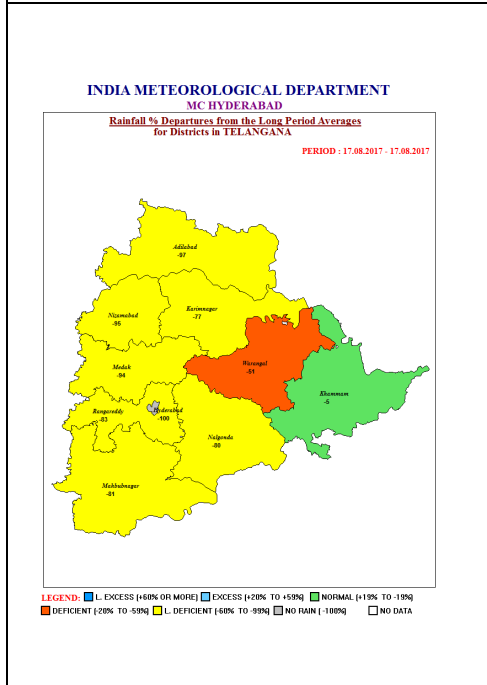 INDIA METEOROLOGICAL DEPARTMENT
MC HYDERABAD
Rainfall % Departures from the Long Period Averages
for Districts in TELANGANA
PERIOD : 17.08.2017 - 17.08.2017
Adilabad
-97
Nizamabad
-95
Karimnagar
-77
Medak
-94
Warangal
-51
Khammam
-5
Rangareddy
-83
Hyderabad
-100
Nalgonda
-80
Mahbubnagar
-81
LEGEND: L. EXCESS (+60% OR MORE) EXCESS (+20% TO +59%) NORMAL (+19% TO -19%)
DEFICIENT (-20% TO -59%) L. DEFICIENT (-60% TO -99%) NO RAIN (-100%) NO DATA